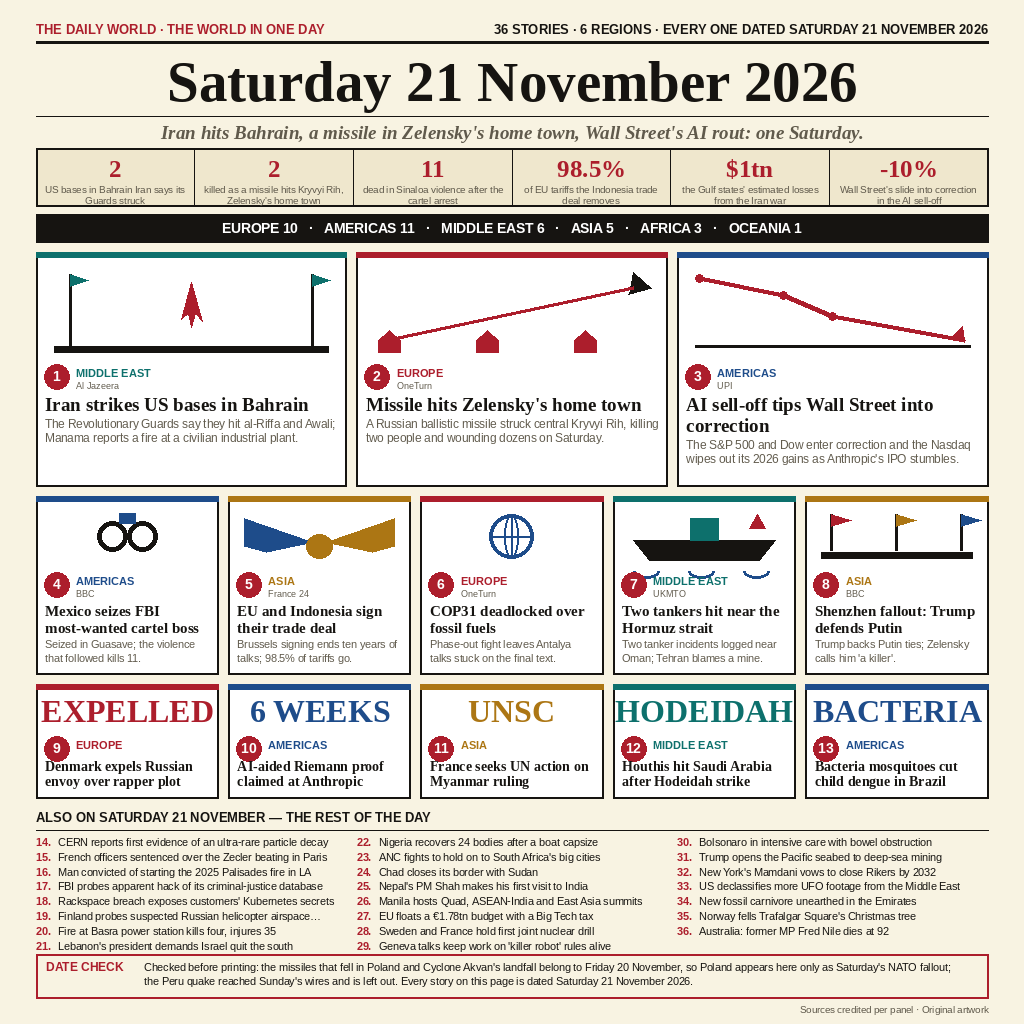 THE DAILY WORLD · THE WORLD IN ONE DAY
36 STORIES · 6 REGIONS · EVERY ONE DATED SATURDAY 21 NOVEMBER 2026
Saturday 21 November 2026
Iran hits Bahrain, a missile in Zelensky's home town, Wall Street's AI rout: one Saturday.
2
US bases in Bahrain Iran says its
Guards struck
2
killed as a missile hits Kryvyi Rih,
Zelensky's home town
11
dead in Sinaloa violence after the
cartel arrest
98.5%
of EU tariffs the Indonesia trade
deal removes
$1tn
the Gulf states' estimated losses
from the Iran war
-10%
Wall Street's slide into correction
in the AI sell-off
EUROPE 10 · AMERICAS 11 · MIDDLE EAST 6 · ASIA 5 · AFRICA 3 · OCEANIA 1
1
MIDDLE EAST
Al Jazeera
Iran strikes US bases in Bahrain
The Revolutionary Guards say they hit al-Riffa and Awali;
Manama reports a fire at a civilian industrial plant.
2
EUROPE
OneTurn
Missile hits Zelensky's home town
A Russian ballistic missile struck central Kryvyi Rih, killing
two people and wounding dozens on Saturday.
3
AMERICAS
UPI
AI sell-off tips Wall Street into
correction
The S&P 500 and Dow enter correction and the Nasdaq
wipes out its 2026 gains as Anthropic's IPO stumbles.
4
AMERICAS
BBC
Mexico seizes FBI
most-wanted cartel boss
Seized in Guasave; the violence
that followed kills 11.
5
ASIA
France 24
EU and Indonesia sign
their trade deal
Brussels signing ends ten years of
talks; 98.5% of tariffs go.
6
EUROPE
OneTurn
COP31 deadlocked over
fossil fuels
Phase-out fight leaves Antalya
talks stuck on the final text.
7
MIDDLE EAST
UKMTO
Two tankers hit near the
Hormuz strait
Two tanker incidents logged near
Oman; Tehran blames a mine.
8
ASIA
BBC
Shenzhen fallout: Trump
defends Putin
Trump backs Putin ties; Zelensky
calls him 'a killer'.
EXPELLED
9
EUROPE
Denmark expels Russian
envoy over rapper plot
6 WEEKS
10
AMERICAS
AI-aided Riemann proof
claimed at Anthropic
UNSC
11
ASIA
France seeks UN action on
Myanmar ruling
HODEIDAH
12
MIDDLE EAST
Houthis hit Saudi Arabia
after Hodeidah strike
BACTERIA
13
AMERICAS
Bacteria mosquitoes cut
child dengue in Brazil
ALSO ON SATURDAY 21 NOVEMBER — THE REST OF THE DAY
14. CERN reports first evidence of an ultra-rare particle decay
15. French officers sentenced over the Zecler beating in Paris
16. Man convicted of starting the 2025 Palisades fire in LA
17. FBI probes apparent hack of its criminal-justice database
18. Rackspace breach exposes customers' Kubernetes secrets
19. Finland probes suspected Russian helicopter airspace…
20. Fire at Basra power station kills four, injures 35
21. Lebanon's president demands Israel quit the south
22. Nigeria recovers 24 bodies after a boat capsize
23. ANC fights to hold on to South Africa's big cities
24. Chad closes its border with Sudan
25. Nepal's PM Shah makes his first visit to India
26. Manila hosts Quad, ASEAN-India and East Asia summits
27. EU floats a €1.78tn budget with a Big Tech tax
28. Sweden and France hold first joint nuclear drill
29. Geneva talks keep work on 'killer robot' rules alive
30. Bolsonaro in intensive care with bowel obstruction
31. Trump opens the Pacific seabed to deep-sea mining
32. New York's Mamdani vows to close Rikers by 2032
33. US declassifies more UFO footage from the Middle East
34. New fossil carnivore unearthed in the Emirates
35. Norway fells Trafalgar Square's Christmas tree
36. Australia: former MP Fred Nile dies at 92
DATE CHECK
Checked before printing: the missiles that fell in Poland and Cyclone Akvan's landfall belong to Friday 20 November, so Poland appears here only as Saturday's NATO fallout;
the Peru quake reached Sunday's wires and is left out. Every story on this page is dated Saturday 21 November 2026.
Sources credited per panel · Original artwork